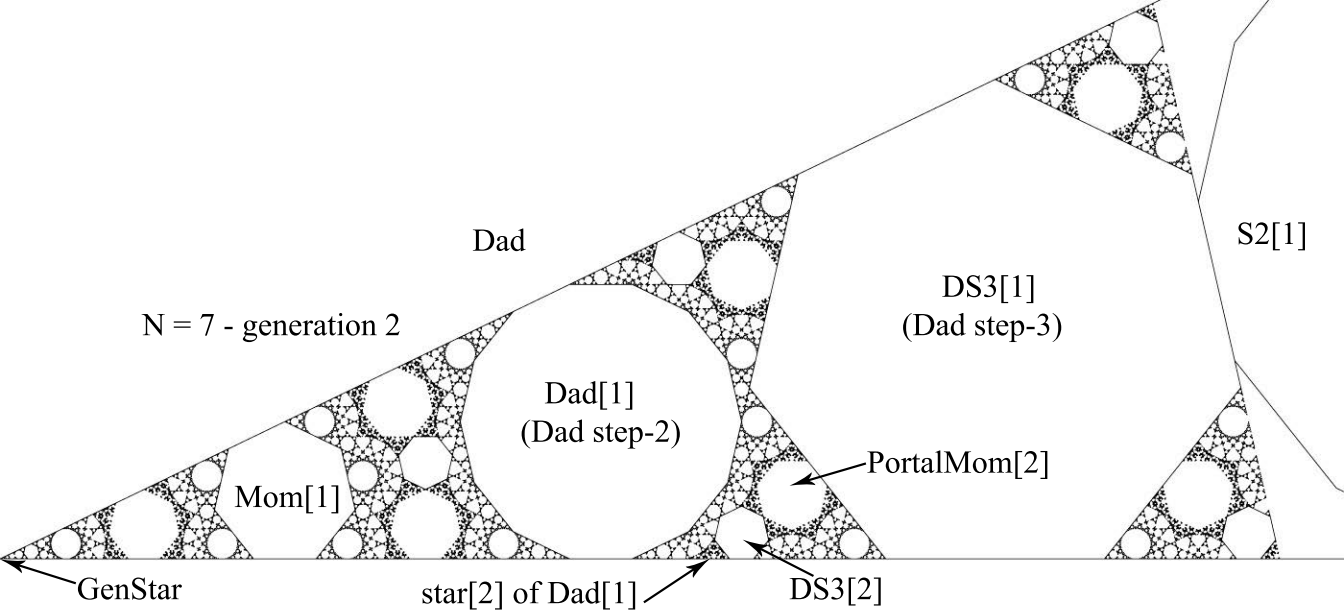 Dad
S2[1]
DS3[1]
(Dad step-3)
N = 7 - generation 2
Dad[1]
(Dad step-2)
PortalMom[2]
Mom[1]
GenStar
star[2] of Dad[1]
DS3[2]